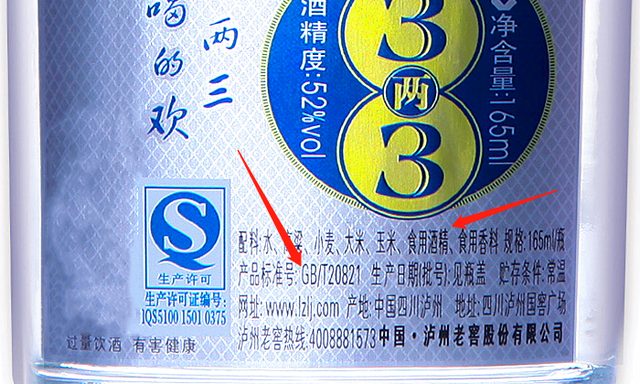 喝的欢
两三
酒精度:52%vol
3
两
3
净含量:165ml
S
生产许可
生产许可证编号:
QS5100 1501 0375
配料:水、高粱、小麦、大米、玉米、食用酒精、食用香料 规格:165ml/瓶
产品标准号:GB/T20821 生产日期(批号):见瓶盖 贮存条件:常温
网址:www.lzlj.com 产地:中国四川泸州 地址:四川泸州国窖广场
泸州老窖热线:4008881573 中国·泸州老窖股份有限公司
过量饮酒 有害健康